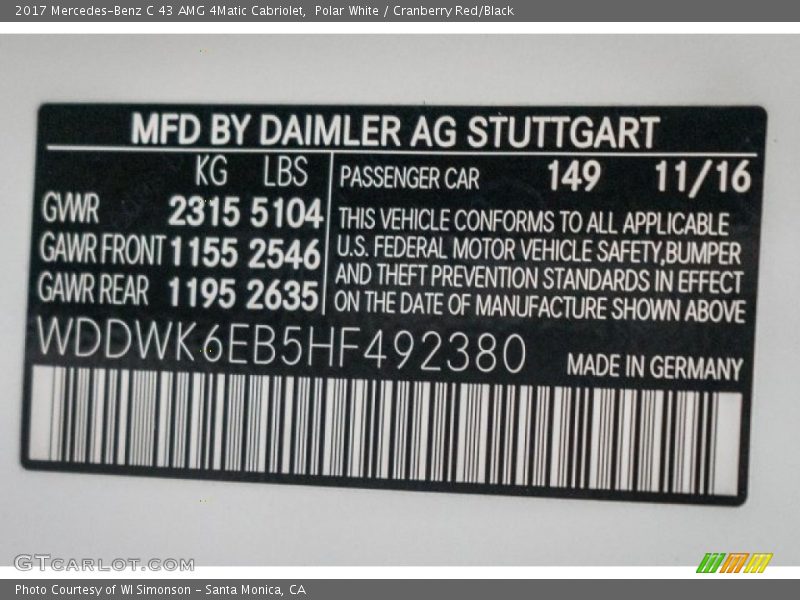 2017 Mercedes-Benz C 43 AMG 4Matic Cabriolet,  Polar White / Cranberry Red/Black
MFD BY DAIMLER AG STUTTGART
KG LBS
GVWR 2315 5104
GAWR FRONT 1155 2546
GAWR REAR 1195 2635
PASSENGER CAR 149 11/16
THIS VEHICLE CONFORMS TO ALL APPLICABLE
U.S. FEDERAL MOTOR VEHICLE SAFETY,BUMPER
AND THEFT PREVENTION STANDARDS IN EFFECT
ON THE DATE OF MANUFACTURE SHOWN ABOVE
WDDWK6EB5HF492380
MADE IN GERMANY
GTCARLOT.COM
Photo Courtesy of WI Simonson - Santa Monica, CA